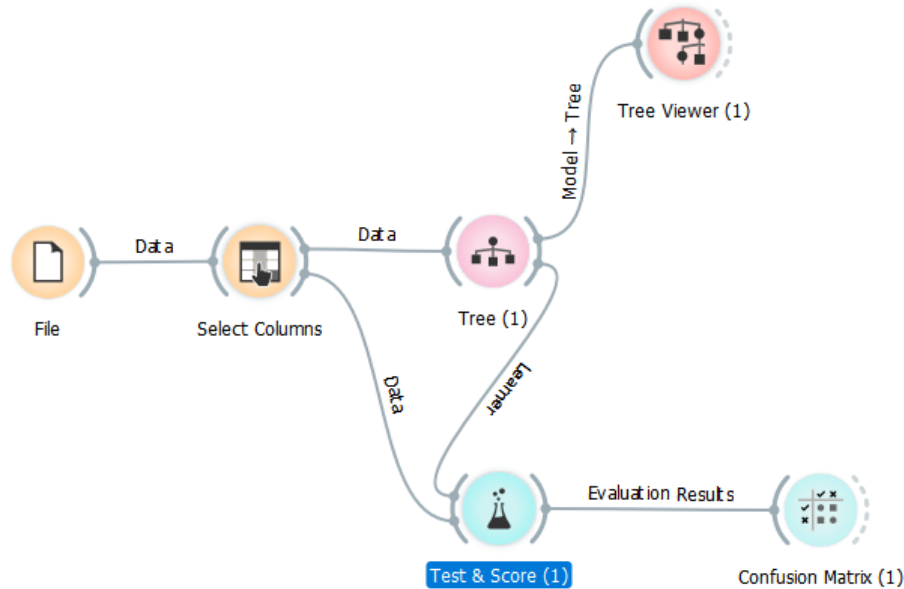 Tree Viewer (1)
Model → Tree
Data
File
Select Columns
Data
Tree (1)
Data
Learner
Test & Score (1)
Evaluation Results
Confusion Matrix (1)